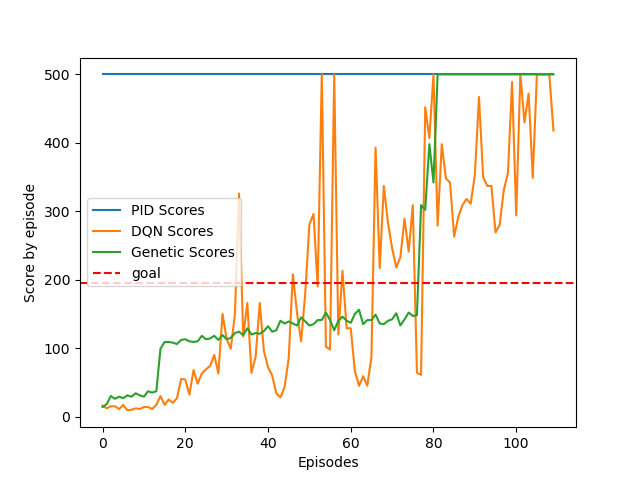 500
400
300
200
100
0
Score by episode
PID Scores
DQN Scores
Genetic Scores
goal
0 20 40 60 80 100
Episodes